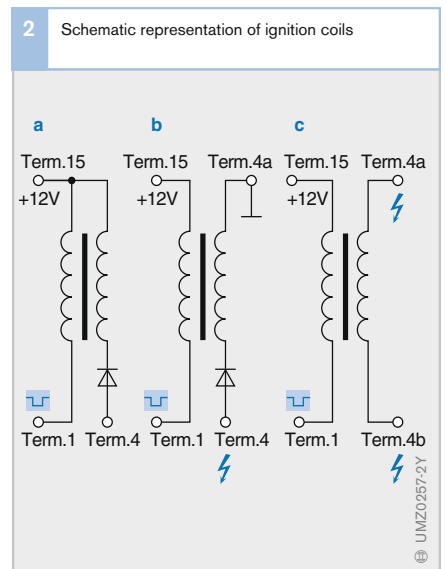 2 Schematic representation of ignition coils
a b c
Term.15 Term.15 Term.4a Term.15 Term.4a
+12V +12V +12V
Term.1 Term.4 Term.1 Term.4 Term.1 Term.4b
UMZ0257-2Y